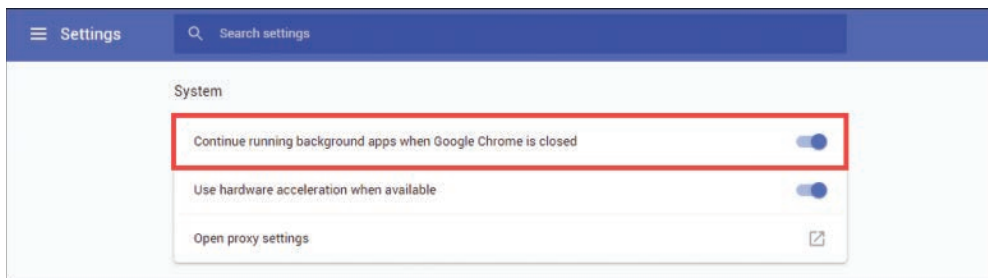 Settings
Search settings
System
Continue running background apps when Google Chrome is closed
Use hardware acceleration when available
Open proxy settings